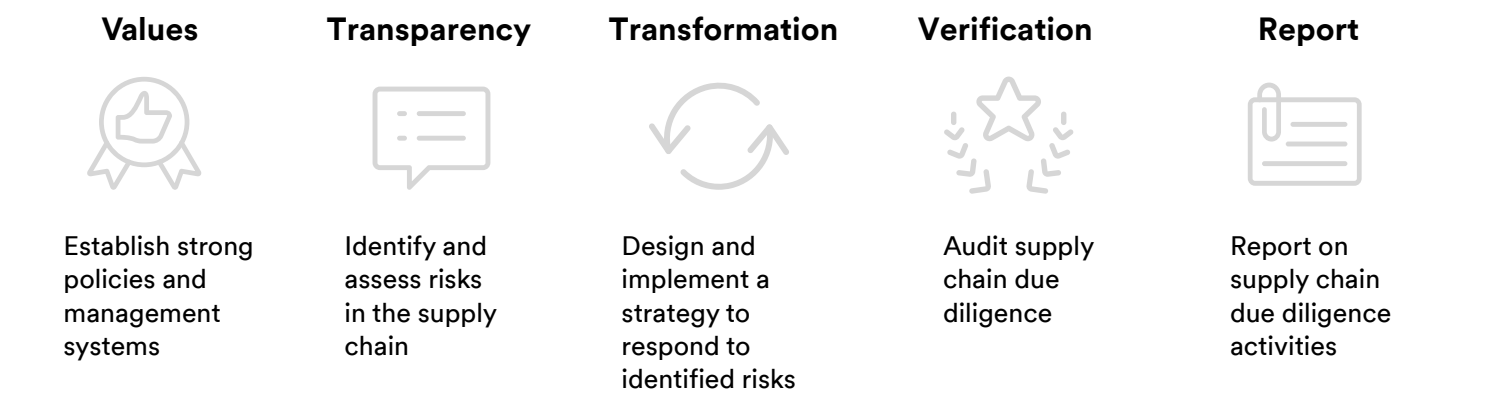 Values
Establish strong
policies and
management
systems
Transparency
Identify and
assess risks
in the supply
chain
Transformation
Design and
implement a
strategy to
respond to
identified risks
Verification
Audit supply
chain due
diligence
Report
Report on
supply chain
due diligence
activities